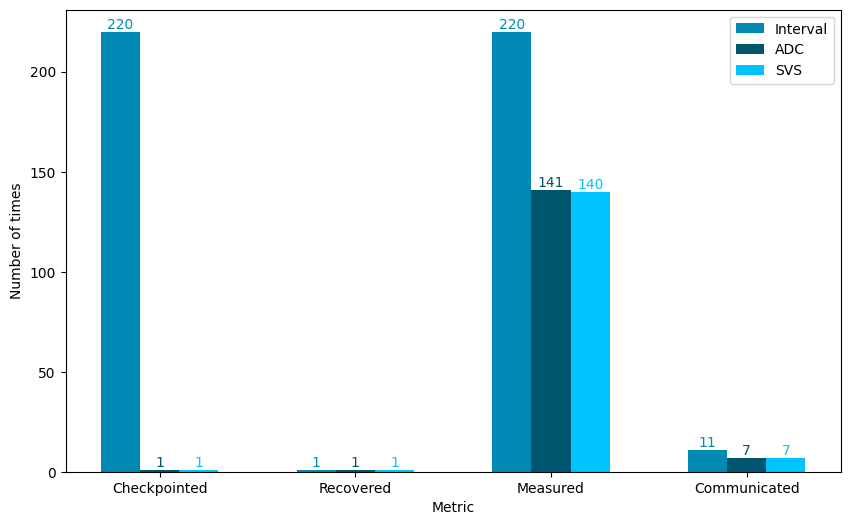 220
220
Interval
ADC
SVS
200
150
141
140
Number of times
100
50
11
7
7
1
1
1
1
1
0
Checkpointed
Recovered
Measured
Communicated
Metric